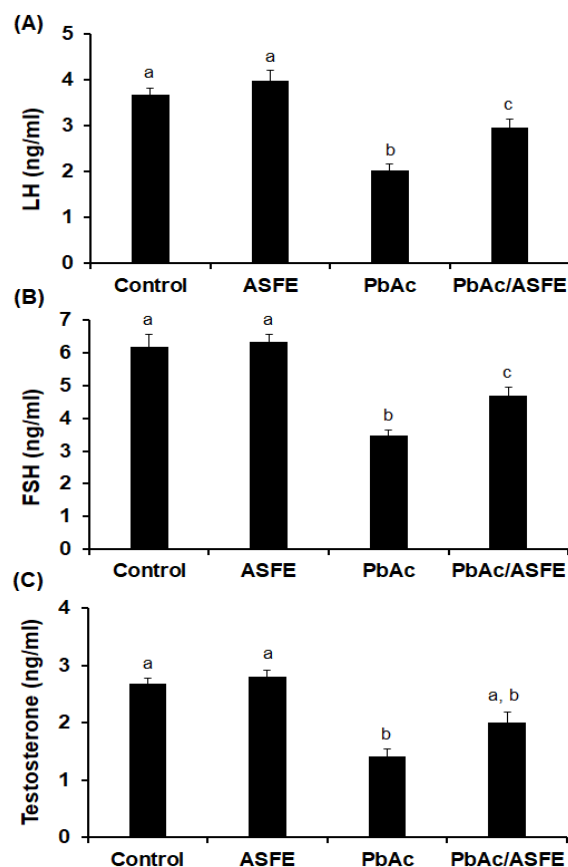 (A)
LH (ng/ml)
5
4
3
2
1
0
a
a
b
c
Control ASFE PbAc PbAc/ASFE
(B)
FSH (ng/ml)
7
6
5
4
3
2
1
0
a
a
b
c
Control ASFE PbAc PbAc/ASFE
(C)
Testosterone (ng/ml)
4
3
2
1
0
a
a
b
a, b
Control ASFE PbAc PbAc/ASFE